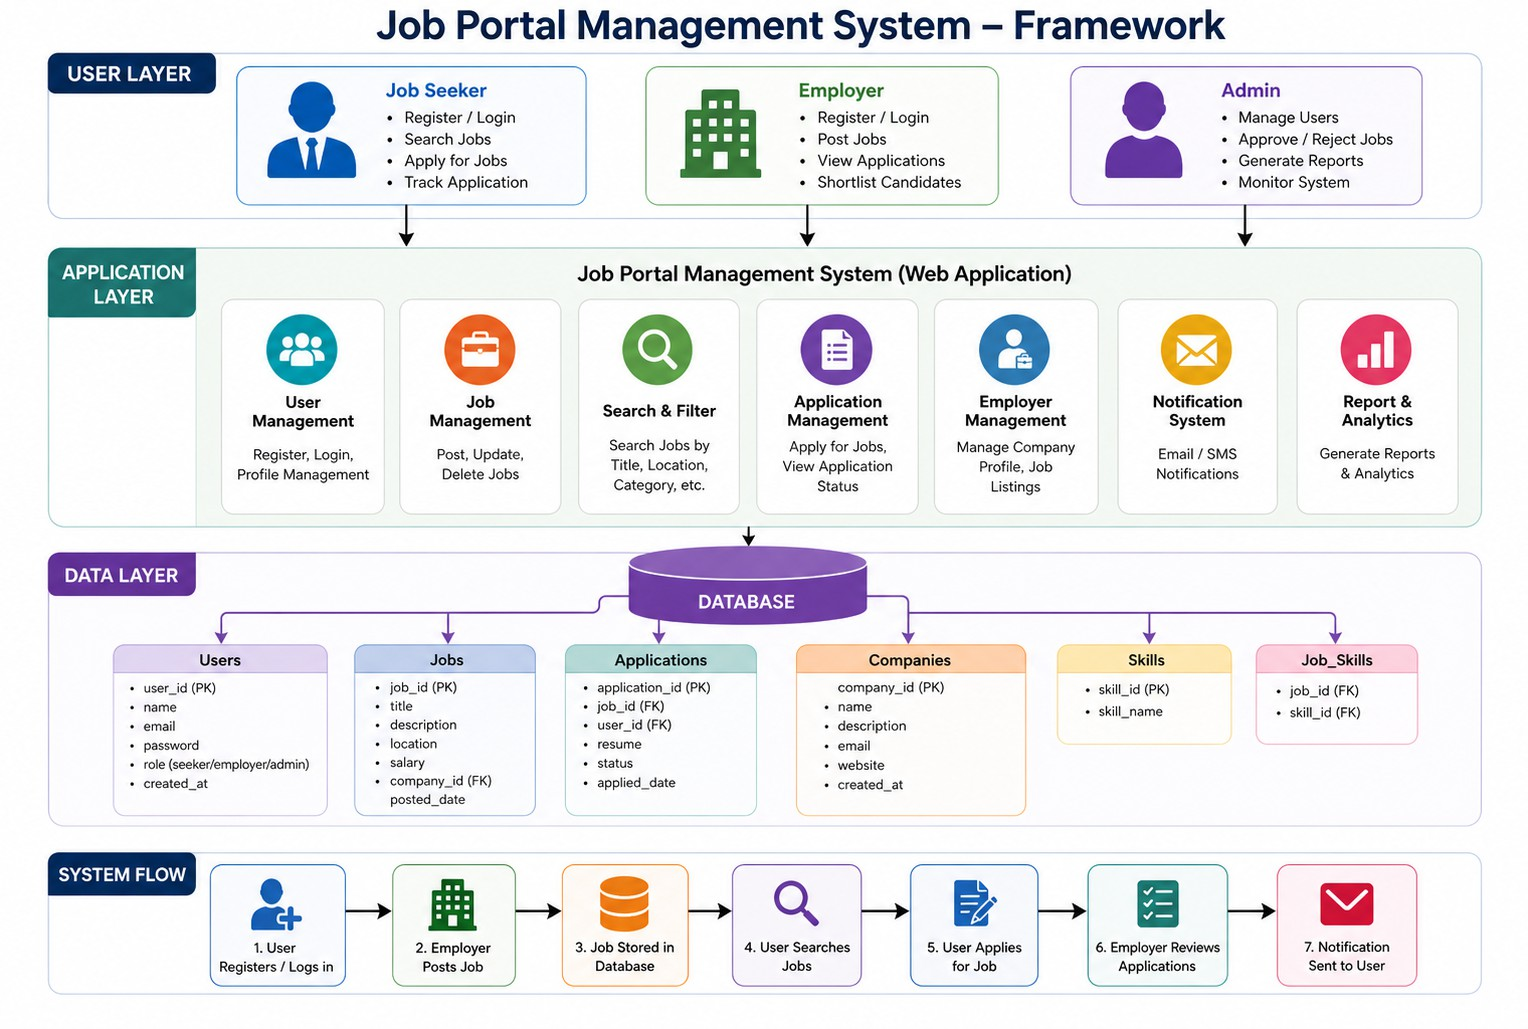 Job Portal Management System – Framework
USER LAYER
Job Seeker
• Register / Login
• Search Jobs
• Apply for Jobs
• Track Application
Employer
• Register / Login
• Post Jobs
• View Applications
• Shortlist Candidates
Admin
• Manage Users
• Approve / Reject Jobs
• Generate Reports
• Monitor System
APPLICATION
LAYER
Job Portal Management System (Web Application)
User
Management
Register, Login,
Profile Management
Job
Management
Post, Update,
Delete Jobs
Search & Filter
Search Jobs by
Title, Location,
Category, etc.
Application
Management
Apply for Jobs,
View Application
Status
Employer
Management
Manage Company
Profile, Job
Listings
Notification
System
Email / SMS
Notifications
Report &
Analytics
Generate Reports
& Analytics
DATA LAYER
DATABASE
Users
• user_id (PK)
• name
• email
• password
• role (seeker/employer/admin)
• created_at
Jobs
• job_id (PK)
• title
• description
• location
• salary
• company_id (FK)
posted_date
Applications
• application_id (PK)
• job_id (FK)
• user_id (FK)
• resume
• status
• applied_date
Companies
company_id (PK)
• name
• description
• email
• website
• created_at
Skills
• skill_id (PK)
• skill_name
Job_Skills
• job_id (FK)
• skill_id (FK)
SYSTEM FLOW
1. User
Registers / Logs in
2. Employer
Posts Job
3. Job Stored in
Database
4. User Searches
Jobs
5. User Applies
for Job
6. Employer Reviews
Applications
7. Notification
Sent to User